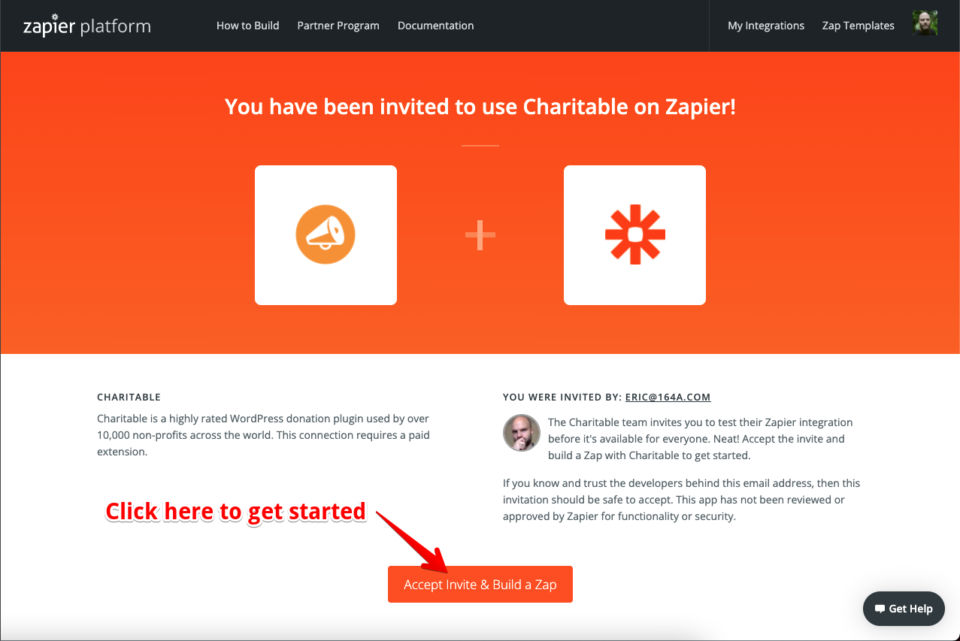 zapier platform
How to Build
Partner Program
Documentation
My Integrations
Zap Templates
You have been invited to use Charitable on Zapier!
+
CHARITABLE
Charitable is a highly rated WordPress donation plugin used by over
10,000 non-profits across the world. This connection requires a paid
extension.
YOU WERE INVITED BY: ERIC@164A.COM
The Charitable team invites you to test their Zapier integration
before it's available for everyone. Neat! Accept the invite and
build a Zap with Charitable to get started.
If you know and trust the developers behind this email address, then this
invitation should be safe to accept. This app has not been reviewed or
approved by Zapier for functionality or security.
Click here to get started
Accept Invite & Build a Zap
Get Help